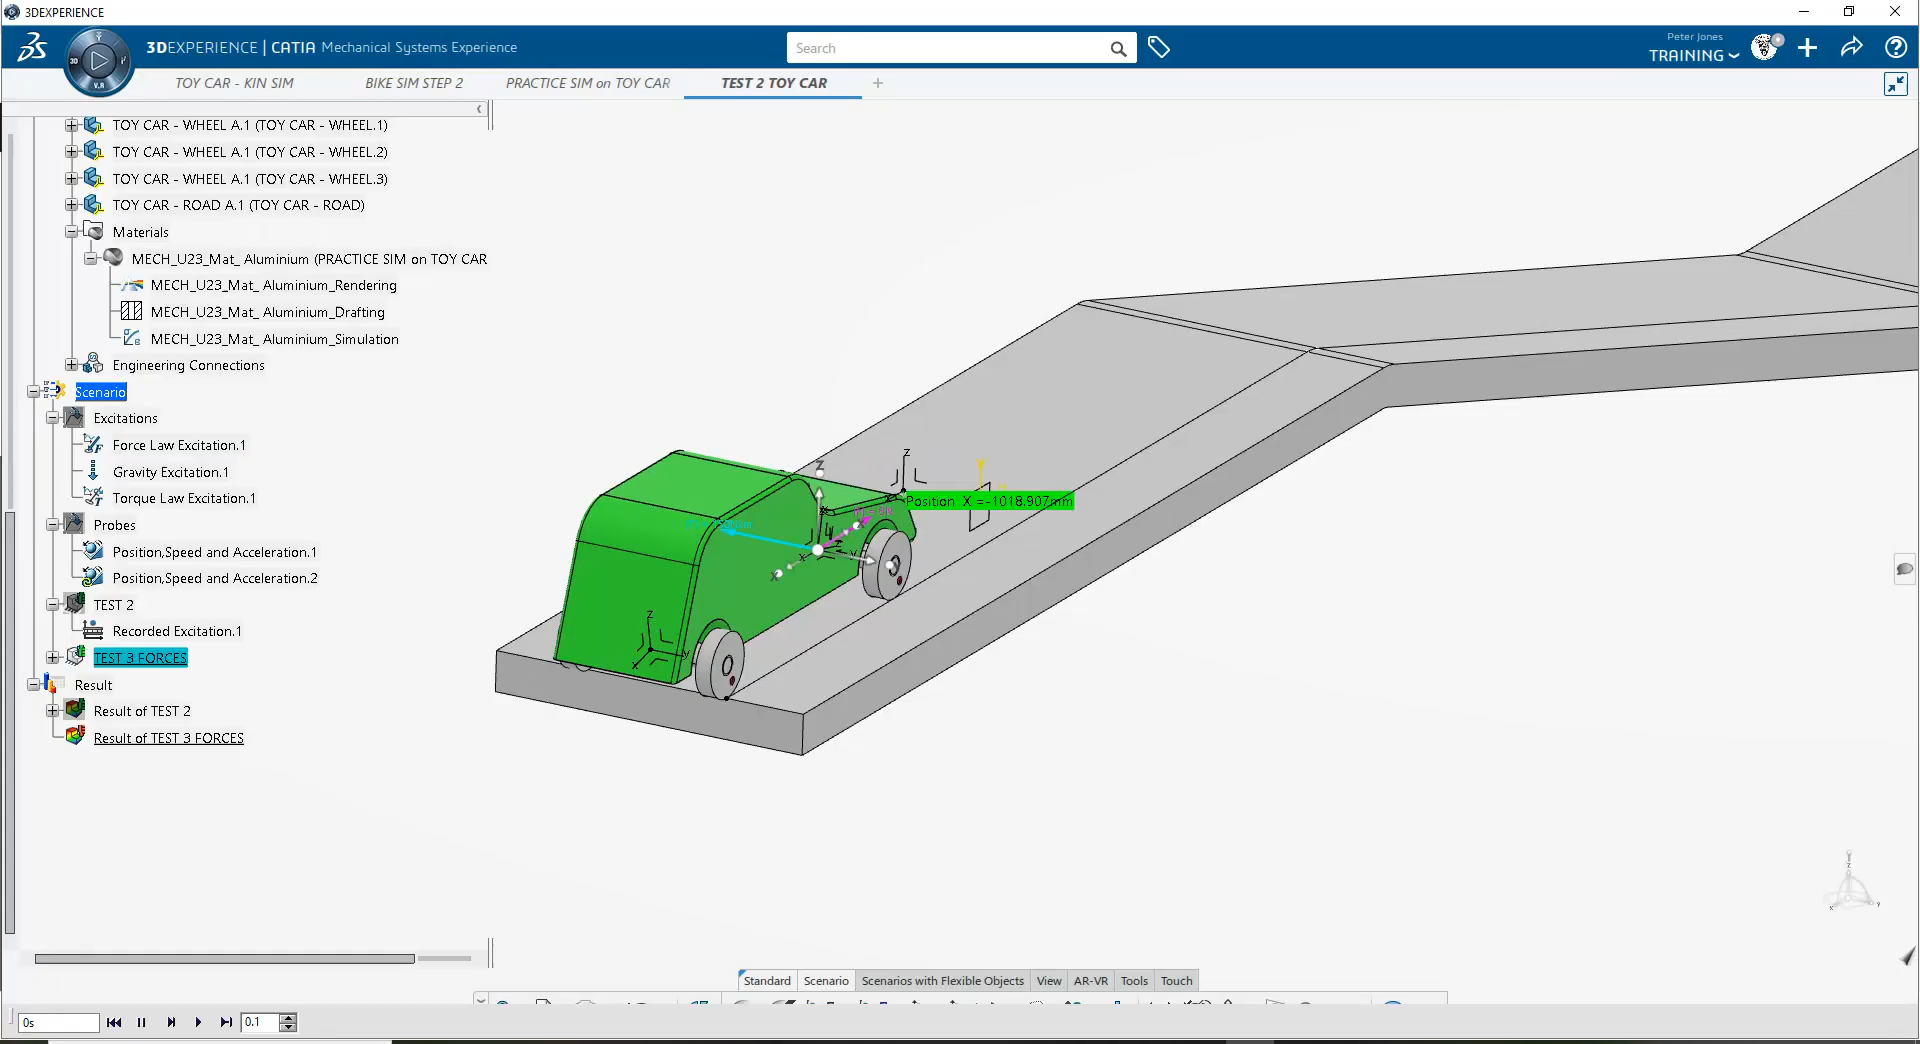 3DEXPERIENCE
3DEXPERIENCE | CATIA Mechanical Systems Experience
Search
Peter Jones
TRAINING
3D
V.R
TOY CAR - KIN SIM
BIKE SIM STEP 2
PRACTICE SIM on TOY CAR
TEST 2 TOY CAR
TOY CAR - WHEEL A.1 (TOY CAR - WHEEL.1)
TOY CAR - WHEEL A.1 (TOY CAR - WHEEL.2)
TOY CAR - WHEEL A.1 (TOY CAR - WHEEL.3)
TOY CAR - ROAD A.1 (TOY CAR - ROAD)
Materials
MECH_U23_Mat_ Aluminium (PRACTICE SIM on TOY CAR
MECH_U23_Mat_ Aluminium_Rendering
MECH_U23_Mat_ Aluminium_Drafting
MECH_U23_Mat_ Aluminium_Simulation
Engineering Connections
Scenario
Excitations
Force Law Excitation.1
Gravity Excitation.1
Torque Law Excitation.1
Probes
Position,Speed and Acceleration.1
Position,Speed and Acceleration.2
TEST 2
Recorded Excitation.1
TEST 3 FORCES
Result
Result of TEST 2
Result of TEST 3 FORCES
Position X =-1018.907mm
Z
z
Y
x
y
z
x
y
Standard
Scenario
Scenarios with Flexible Objects
View
AR-VR
Tools
Touch
0s
0.1